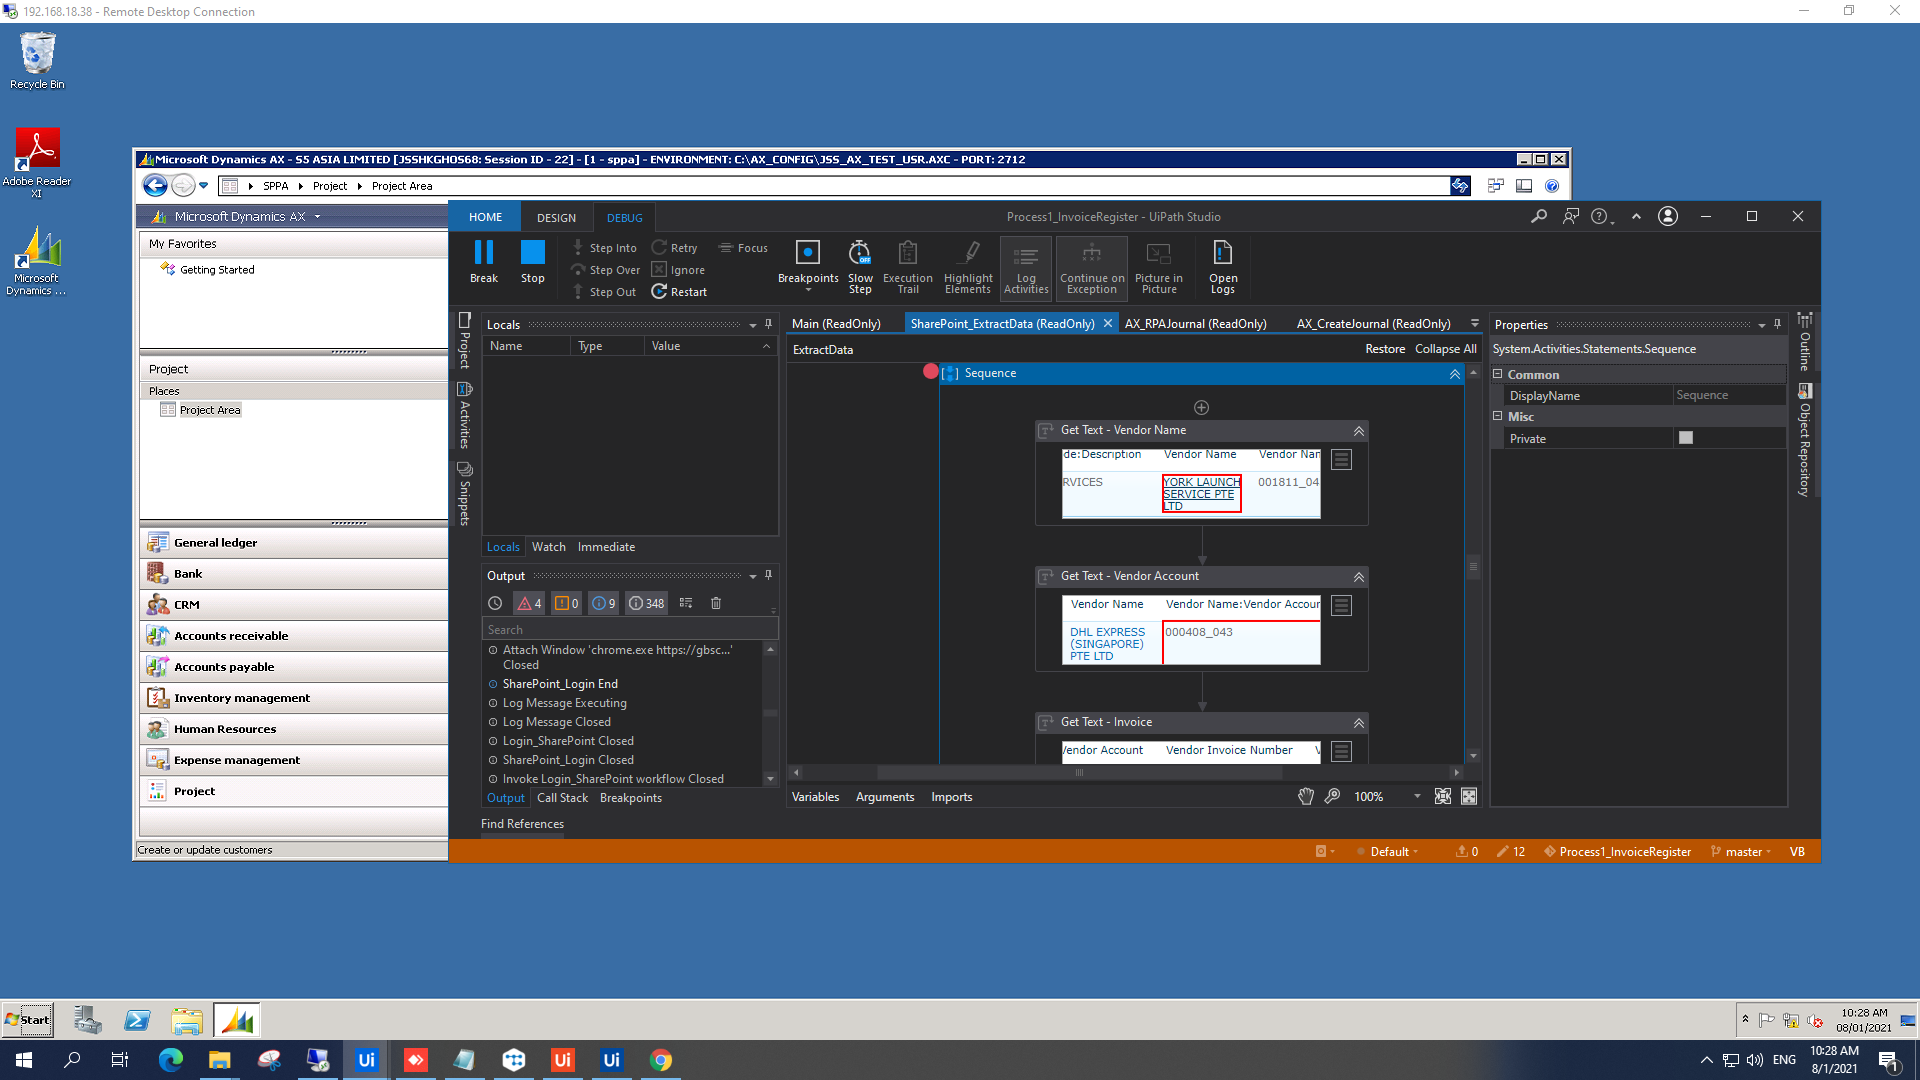 192.168.18.38 - Remote Desktop Connection
Recycle Bin
Adobe Reader
XI
Microsoft
Dynamics ...
Microsoft Dynamics AX - S5 ASIA LIMITED [JSSHKGHOS68: Session ID - 22] - [1 - sppa] - ENVIRONMENT: C:\AX_CONFIG\JSS_AX_TEST_USR.AXC - PORT: 2712
SPPA Project Project Area
Microsoft Dynamics AX
My Favorites
Getting Started
Project
Places
Project Area
General ledger
Bank
CRM
Accounts receivable
Accounts payable
Inventory management
Human Resources
Expense management
Project
Create or update customers
HOME DESIGN DEBUG Process1_InvoiceRegister - UiPath Studio
Break
Stop
Step Into
Step Over
Step Out
Retry
Ignore
Restart
Focus
Breakpoints
Slow
Step
Execution
Trail
Highlight
Elements
Log
Activities
Continue on
Exception
Picture in
Picture
Open
Logs
Project
Activities
Snippets
Locals
Name Type Value
Locals Watch Immediate
Output
4 0 9 348
Search
Attach Window 'chrome.exe https://gbsc...'
Closed
SharePoint_Login End
Log Message Executing
Log Message Closed
Login_SharePoint Closed
SharePoint_Login Closed
Invoke Login_SharePoint workflow Closed
Output Call Stack Breakpoints
Find References
Main (ReadOnly) SharePoint_ExtractData (ReadOnly) AX_RPAJournal (ReadOnly) AX_CreateJournal (ReadOnly)
ExtractData Restore Collapse All
Sequence
Get Text - Vendor Name
de:Description Vendor Name Vendor Nan
RVICES YORK LAUNCH 001811_04
SERVICE PTE
LTD
Get Text - Vendor Account
Vendor Name Vendor Name:Vendor Accour
DHL EXPRESS 000408_043
(SINGAPORE)
PTE LTD
Get Text - Invoice
Vendor Account Vendor Invoice Number V
Variables Arguments Imports 100%
Properties
System.Activities.Statements.Sequence
Common
DisplayName Sequence
Misc
Private
Outline
Object Repository
Default 0 12 Process1_InvoiceRegister master VB
Start
10:28 AM
08/01/2021
Ui Ui Ui
ENG
10:28 AM
8/1/2021
1